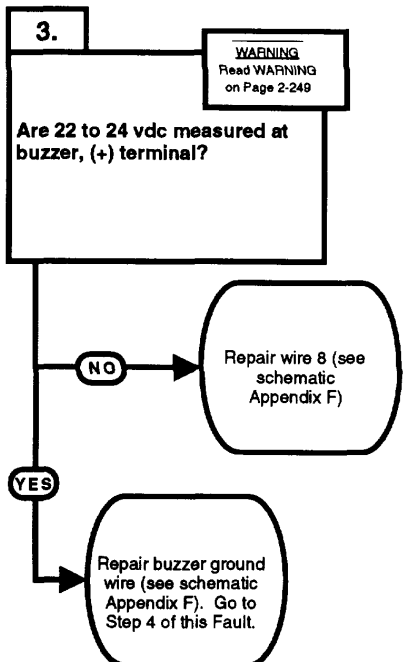 3.
WARNING
Read WARNING
on Page 2-249
Are 22 to 24 vdc measured at
buzzer, (+) terminal?
NO
Repair wire 8 (see
schematic
Appendix F)
YES
Repair buzzer ground
wire (see schematic
Appendix F). Go to
Step 4 of this Fault.